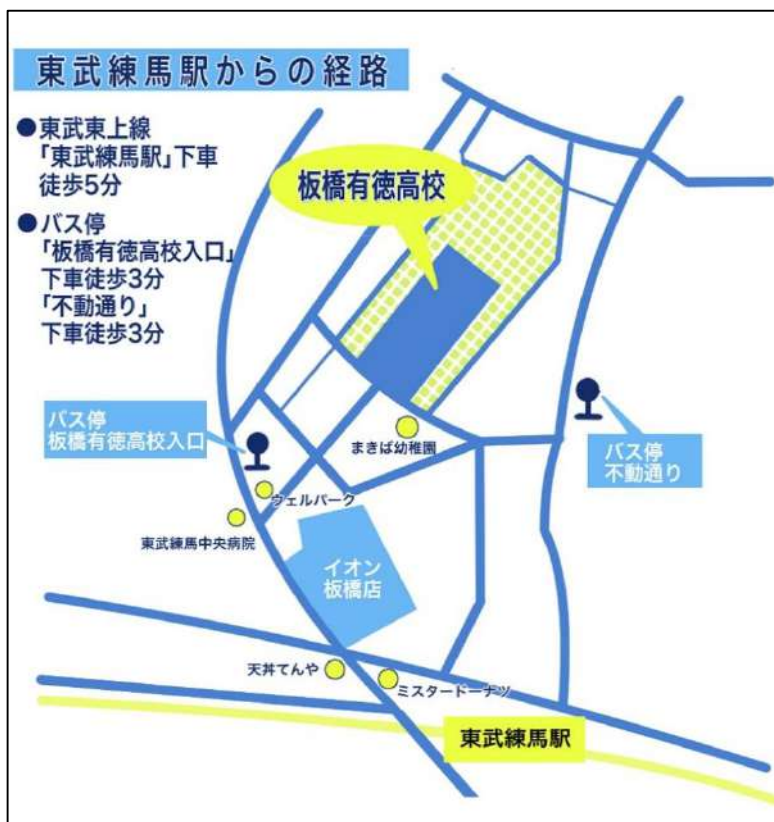 東武練馬駅からの経路
●東武東上線
「東武練馬駅」下車
徒歩5分
●バス停
「板橋有徳高校入口」
下車徒歩3分
「不動通り」
下車徒歩3分
板橋有徳高校
バス停
板橋有徳高校入口
まきば幼稚園
バス停
不動通り
ウェルパーク
東武練馬中央病院
イオン
板橋店
天丼てんや
ミスタードーナツ
東武練馬駅